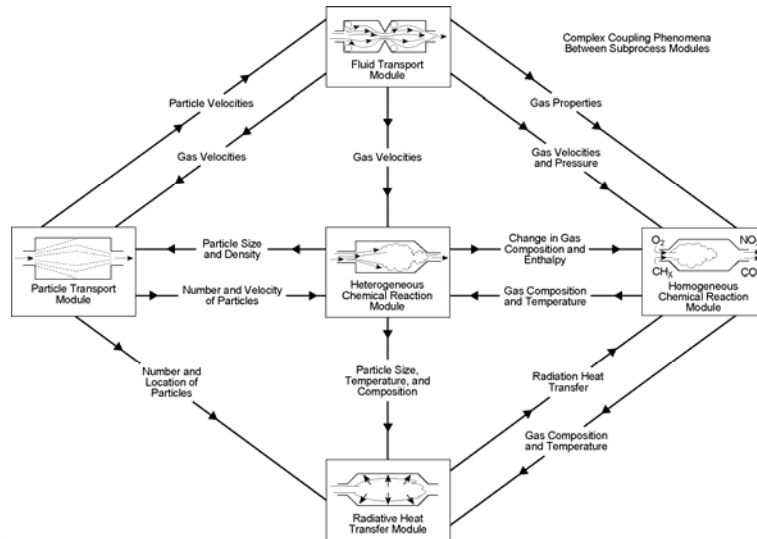 Complex Coupling Phenomena
Between Subprocess Modules
Fluid Transport
Module
Particle Velocities
Gas Properties
Gas Velocities
Gas Velocities
Gas Velocities
and Pressure
Particle Transport
Module
Particle Size
and Density
Number and Velocity
of Particles
Heterogeneous
Chemical Reaction
Module
Change in Gas
Composition and
Enthalpy
Gas Composition
and Temperature
O2
CHX
CO
Homogeneous
Chemical Reaction
Module
Number and
Location of
Particles
Particle Size,
Temperature, and
Composition
Radiation Heat
Transfer
Gas Composition
and Temperature
Radiative Heat
Transfer Module